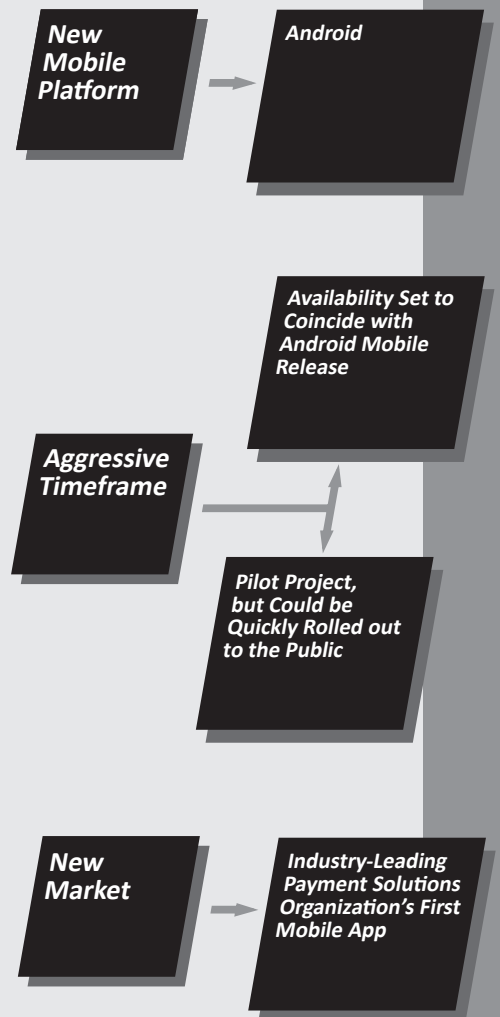 New
Mobile
Platform
Android
Availability Set to
Coincide with
Android Mobile
Release
Aggressive
Timeframe
Pilot Project,
but Could be
Quickly Rolled out
to the Public
New
Market
Industry-Leading
Payment Solutions
Organization's First
Mobile App